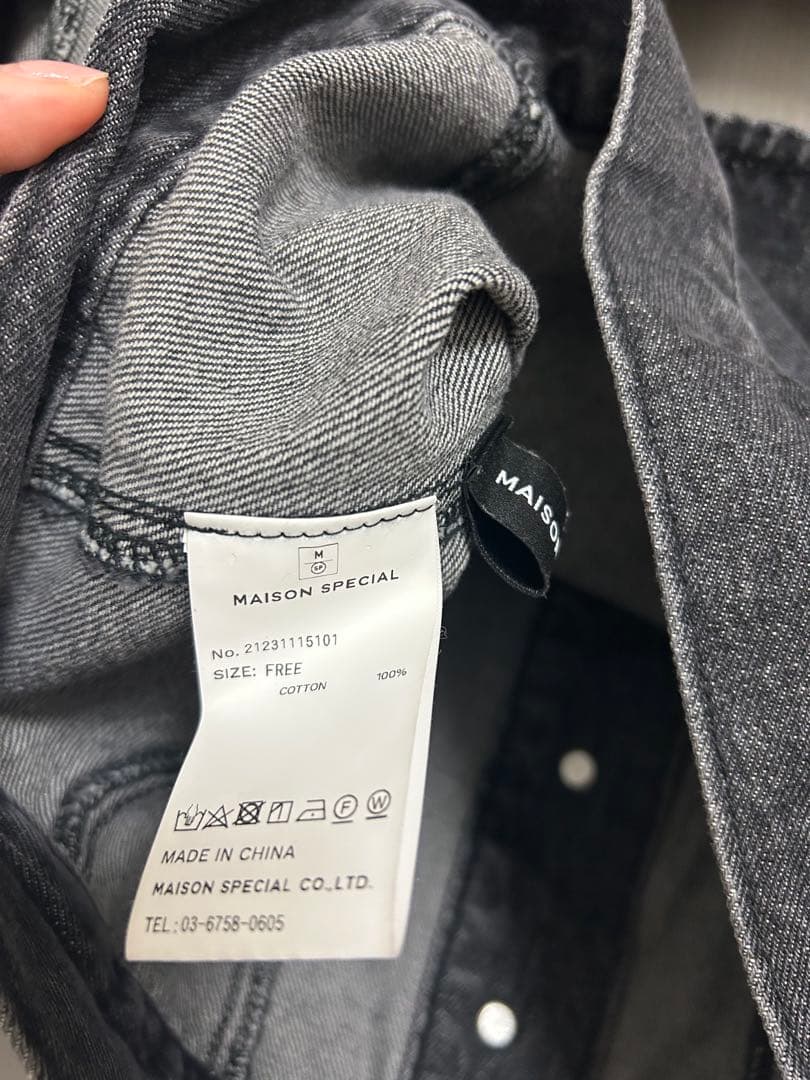 M
SP
MAISON SPECIAL
No. 21231115101
SIZE: FREE
COTTON 100%
F W
MADE IN CHINA
MAISON SPECIAL CO.,LTD.
TEL:03-6758-0605
MAISON